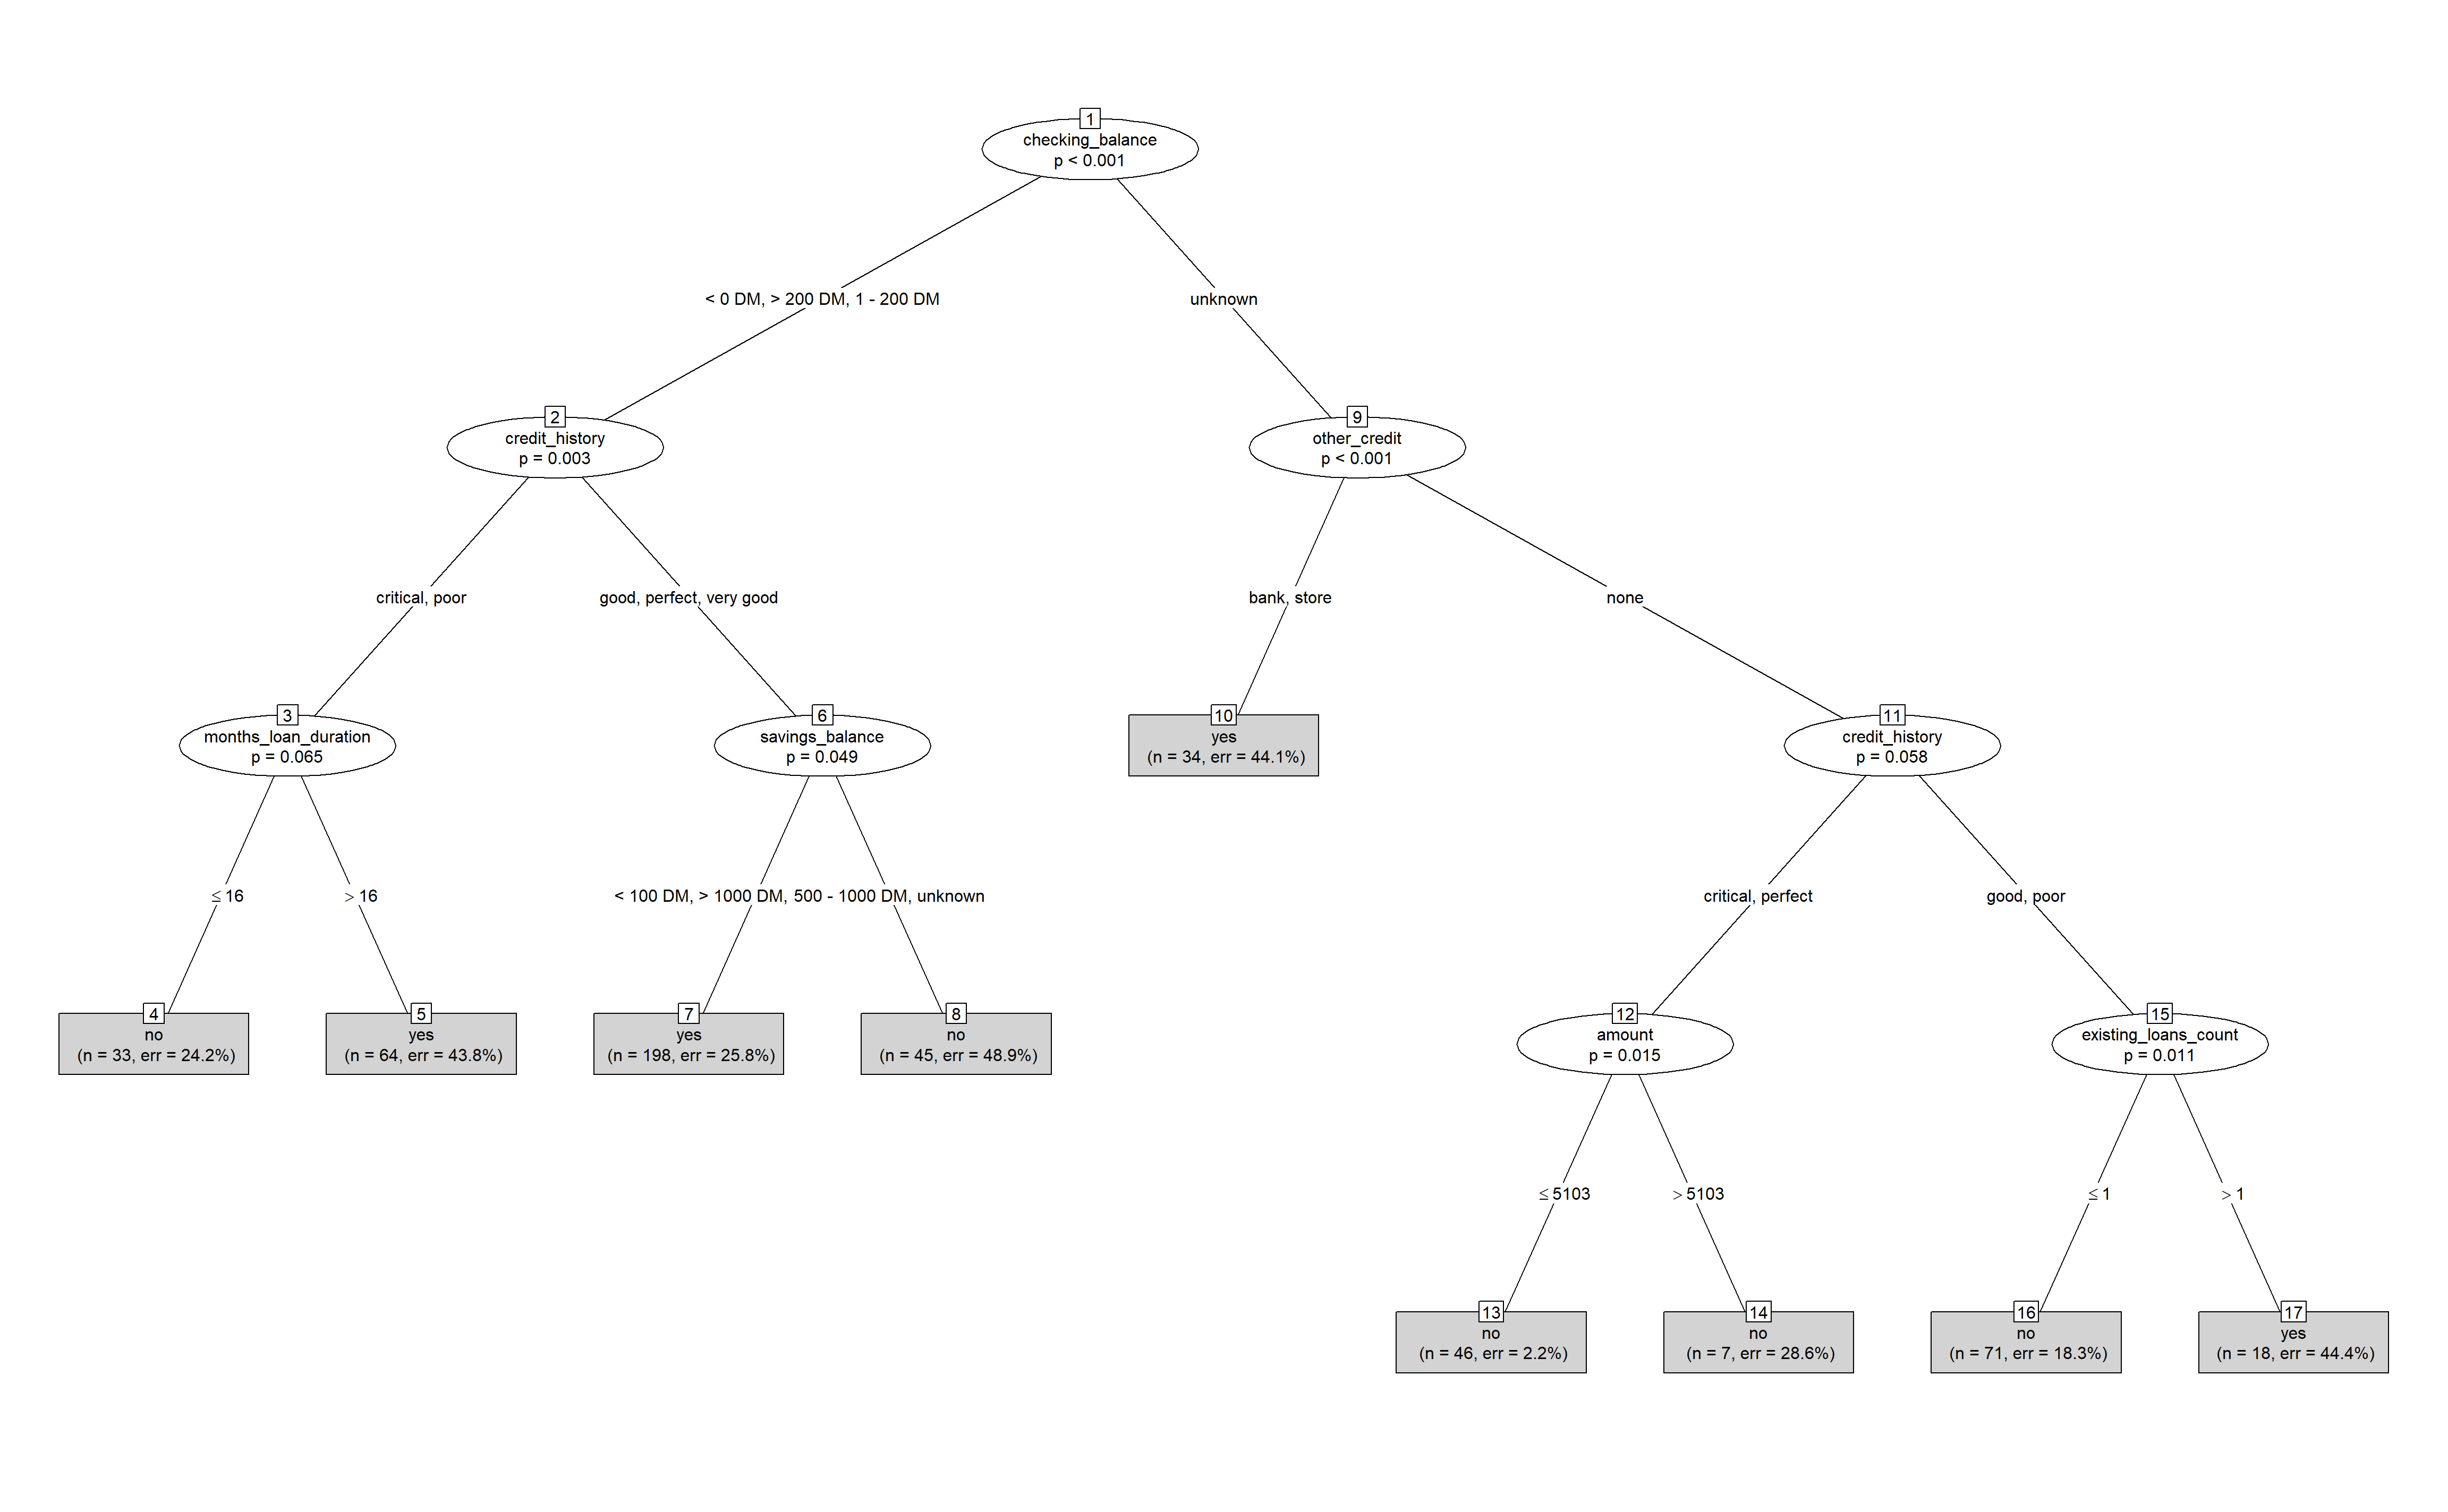 1
checking_balance
p < 0.001
< 0 DM, > 200 DM, 1 - 200 DM
unknown
2
credit_history
p = 0.003
9
other_credit
p < 0.001
critical, poor
good, perfect, very good
bank, store
none
3
months_loan_duration
p = 0.065
6
savings_balance
p = 0.049
10
yes
(n = 34, err = 44.1%)
11
credit_history
p = 0.058
≤ 16
> 16
< 100 DM, > 1000 DM, 500 - 1000 DM, unknown
critical, perfect
good, poor
4
no
(n = 33, err = 24.2%)
5
yes
(n = 64, err = 43.8%)
7
yes
(n = 198, err = 25.8%)
8
no
(n = 45, err = 48.9%)
12
amount
p = 0.015
15
existing_loans_count
p = 0.011
≤ 5103
> 5103
≤ 1
> 1
13
no
(n = 46, err = 2.2%)
14
no
(n = 7, err = 28.6%)
16
no
(n = 71, err = 18.3%)
17
yes
(n = 18, err = 44.4%)